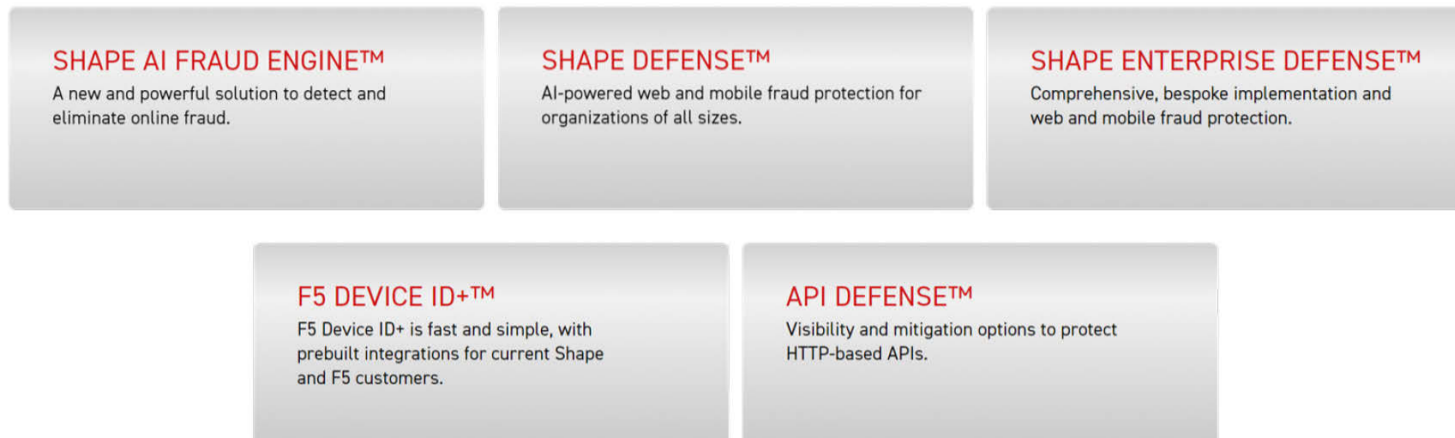 SHAPE AI FRAUD ENGINE™
A new and powerful solution to detect and
eliminate online fraud.
SHAPE DEFENSE™
AI-powered web and mobile fraud protection for
organizations of all sizes.
SHAPE ENTERPRISE DEFENSE™
Comprehensive, bespoke implementation and
web and mobile fraud protection.
F5 DEVICE ID+™
F5 Device ID+ is fast and simple, with
prebuilt integrations for current Shape
and F5 customers.
API DEFENSE™
Visibility and mitigation options to protect
HTTP-based APIs.